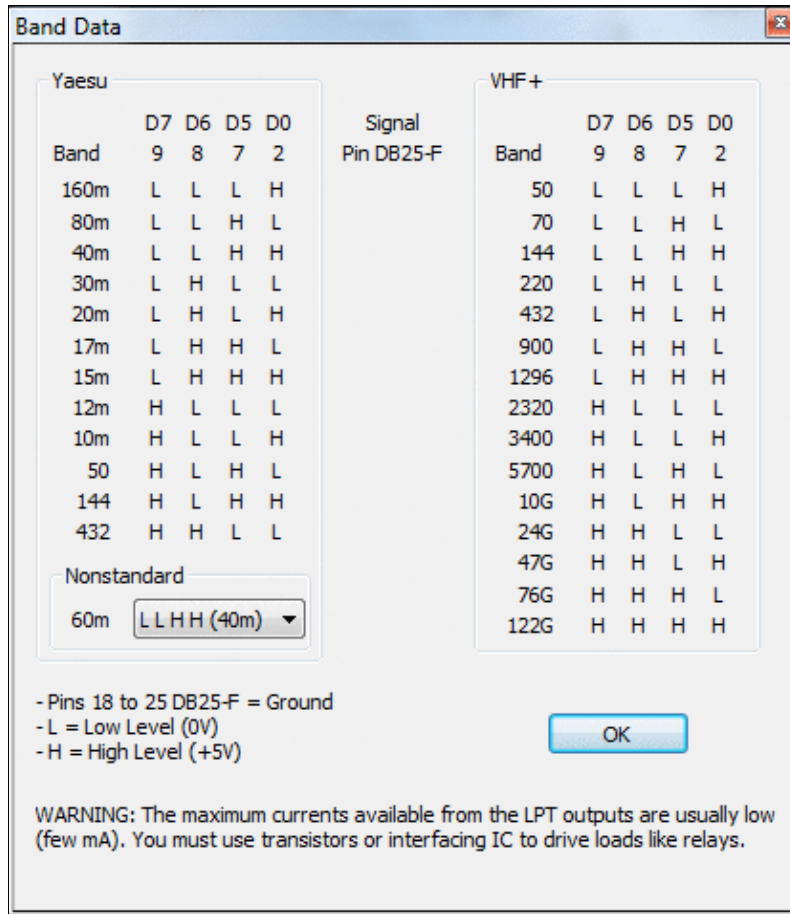 Band Data
Yaesu
D7 D6 D5 D0
Band 9 8 7 2
160m L L L H
80m L L H L
40m L L H H
30m L H L L
20m L H L H
17m L H H L
15m L H H H
12m H L L L
10m H L L H
50 H L H L
144 H L H H
432 H H L L
Nonstandard
60m L L H H (40m)
Signal
Pin DB25-F
VHF+
D7 D6 D5 D0
Band 9 8 7 2
50 L L L H
70 L L H L
144 L L H H
220 L H L L
432 L H L H
900 L H H L
1296 L H H H
2320 H L L L
3400 H L L H
5700 H L H L
10G H L H H
24G H H L L
47G H H L H
76G H H H L
122G H H H H
- Pins 18 to 25 DB25-F = Ground
- L = Low Level (0V)
- H = High Level (+5V)
OK
WARNING: The maximum currents available from the LPT outputs are usually low
(few mA). You must use transistors or interfacing IC to drive loads like relays.